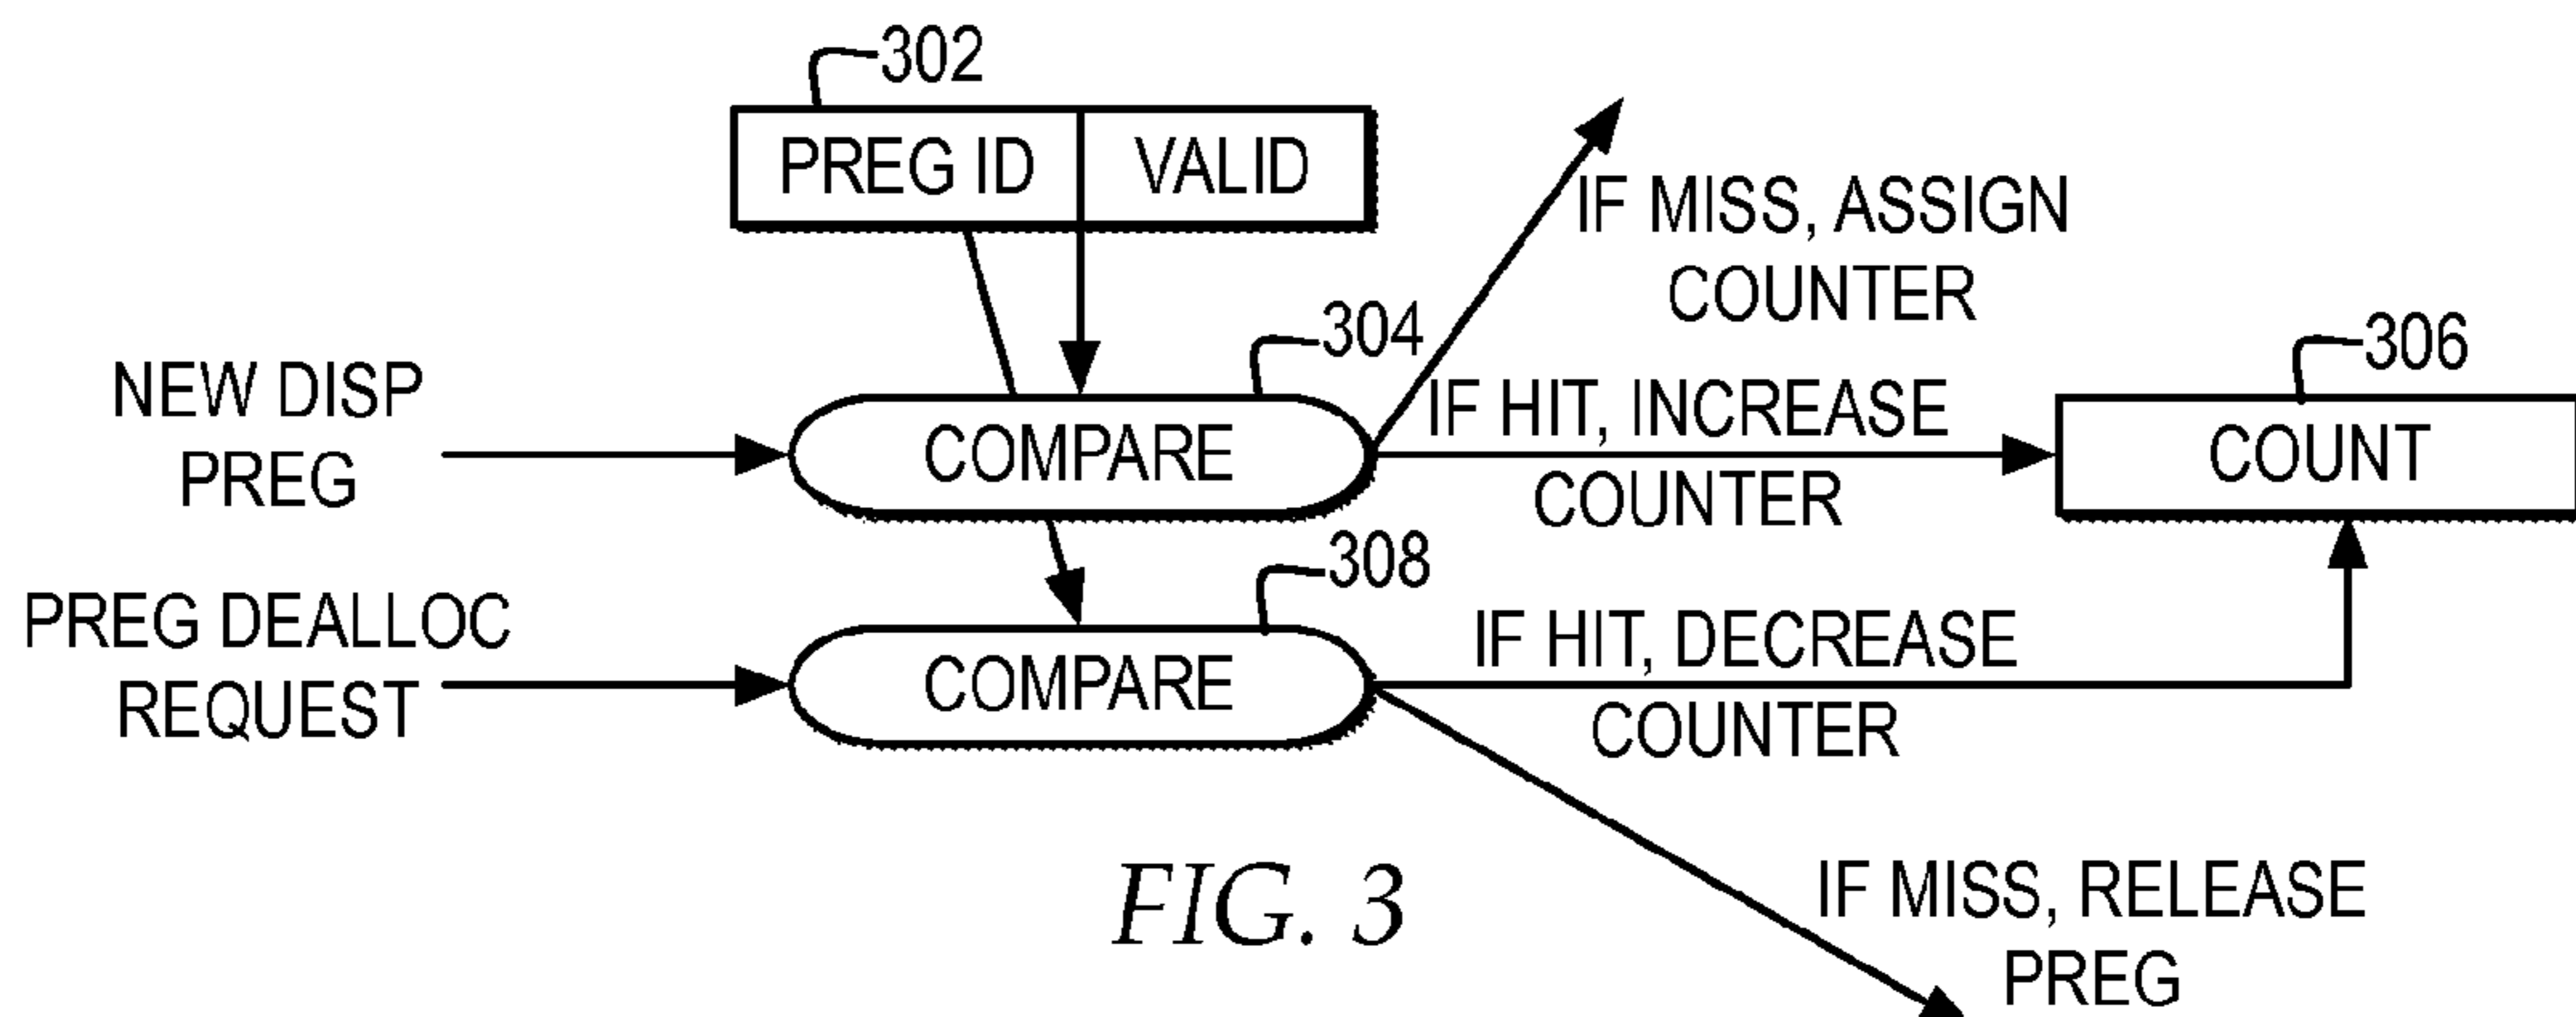 302
PREG ID VALID
IF MISS, ASSIGN
COUNTER
304
306
NEW DISP
PREG
COMPARE
IF HIT, INCREASE
COUNTER
COUNT
308
PREG DEALLOC
REQUEST
COMPARE
IF HIT, DECREASE
COUNTER
IF MISS, RELEASE
PREG
FIG. 3